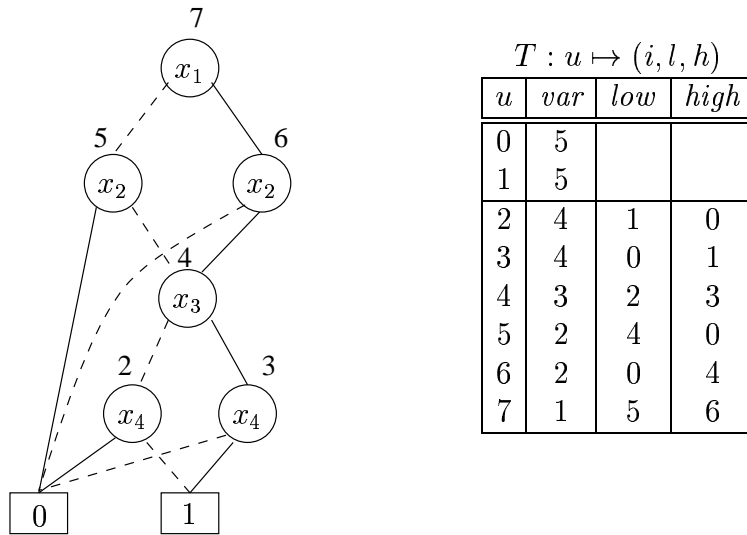 7
x₁
5 6
x₂ x₂
4
x₃
2 3
x₄ x₄
0 1
T : u ↦ (i, l, h)
u var low high
0 5
1 5
2 4 1 0
3 4 0 1
4 3 2 3
5 2 4 0
6 2 0 4
7 1 5 6